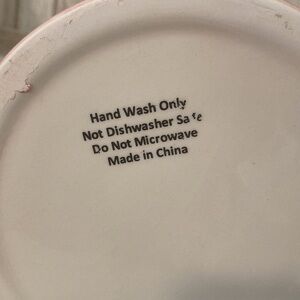 Hand Wash Only
Not Dishwasher Safe
Do Not Microwave
Made in China